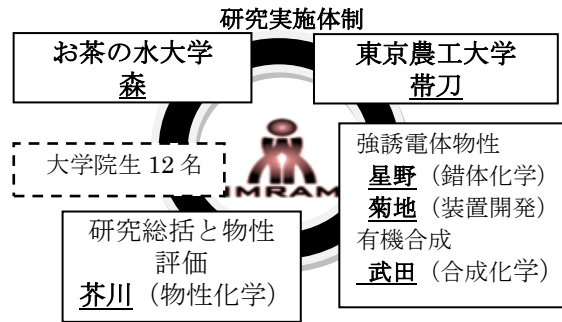 研究実施体制
お茶の水大学
森
東京農工大学
帯刀
大学院生 12 名
IMRAM
強誘電体物性
星野（錯体化学）
菊地（装置開発）
有機合成
武田（合成化学）
研究総括と物性
評価
芥川（物性化学）